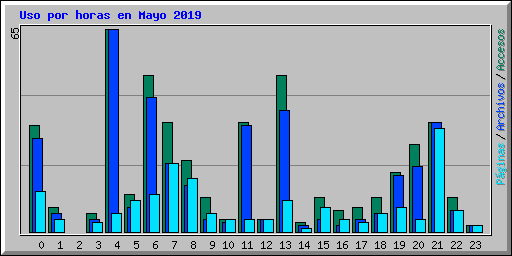 Uso por horas en Mayo 2019
65
Páginas / Archivos / Accesos
0 1 2 3 4 5 6 7 8 9 10 11 12 13 14 15 16 17 18 19 20 21 22 23